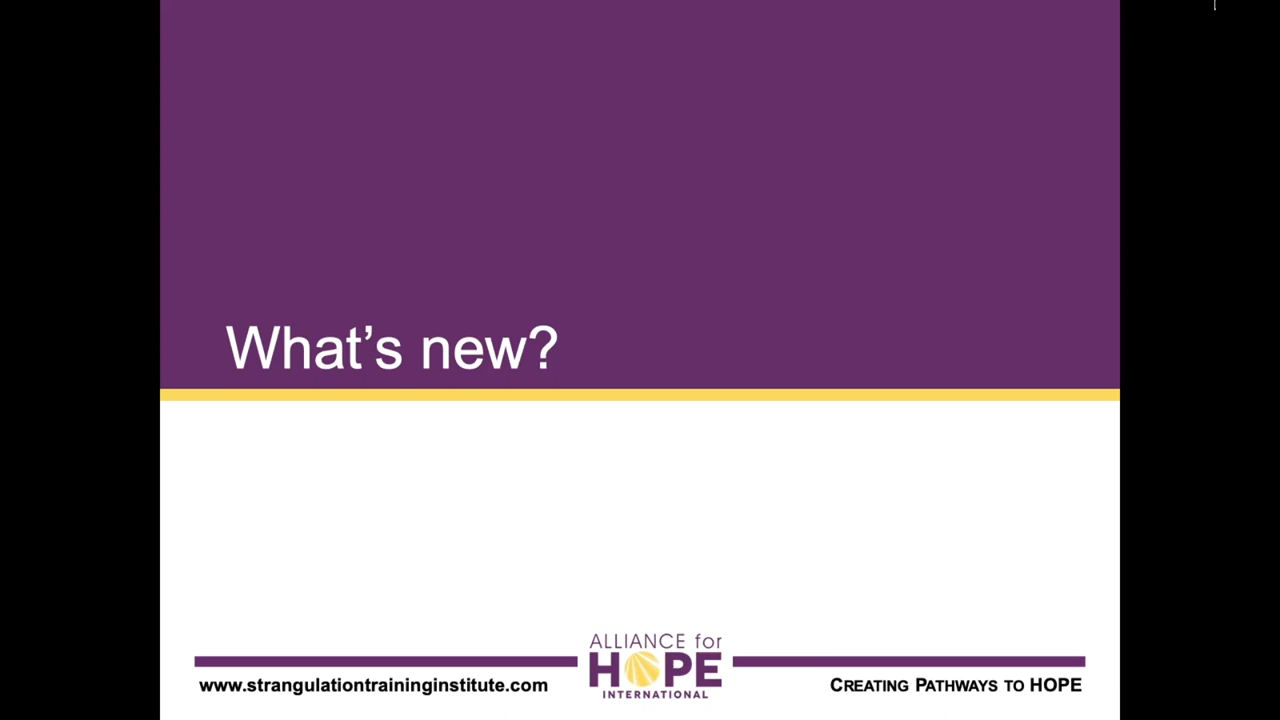 What’s new?
ALLIANCE for
HOPE
INTERNATIONAL
www.strangulationtraininginstitute.com
CREATING PATHWAYS TO HOPE